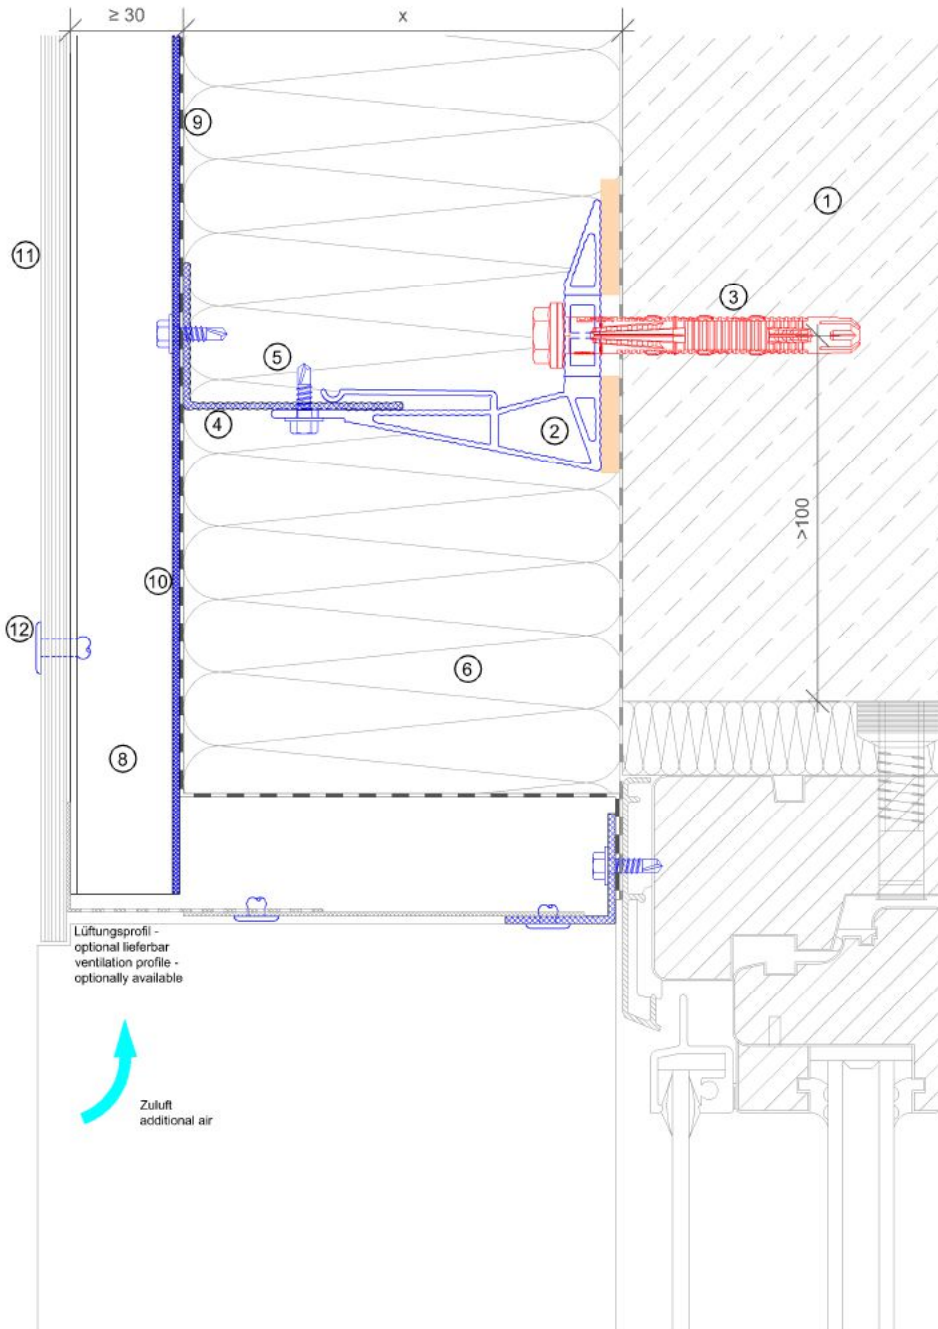 ≥ 30
x
9
1
11
3
5
4
2
>100
10
12
6
8
Lüftungsprofil -
optional lieferbar
ventilation profile -
optionally available
Zuluft
additional air